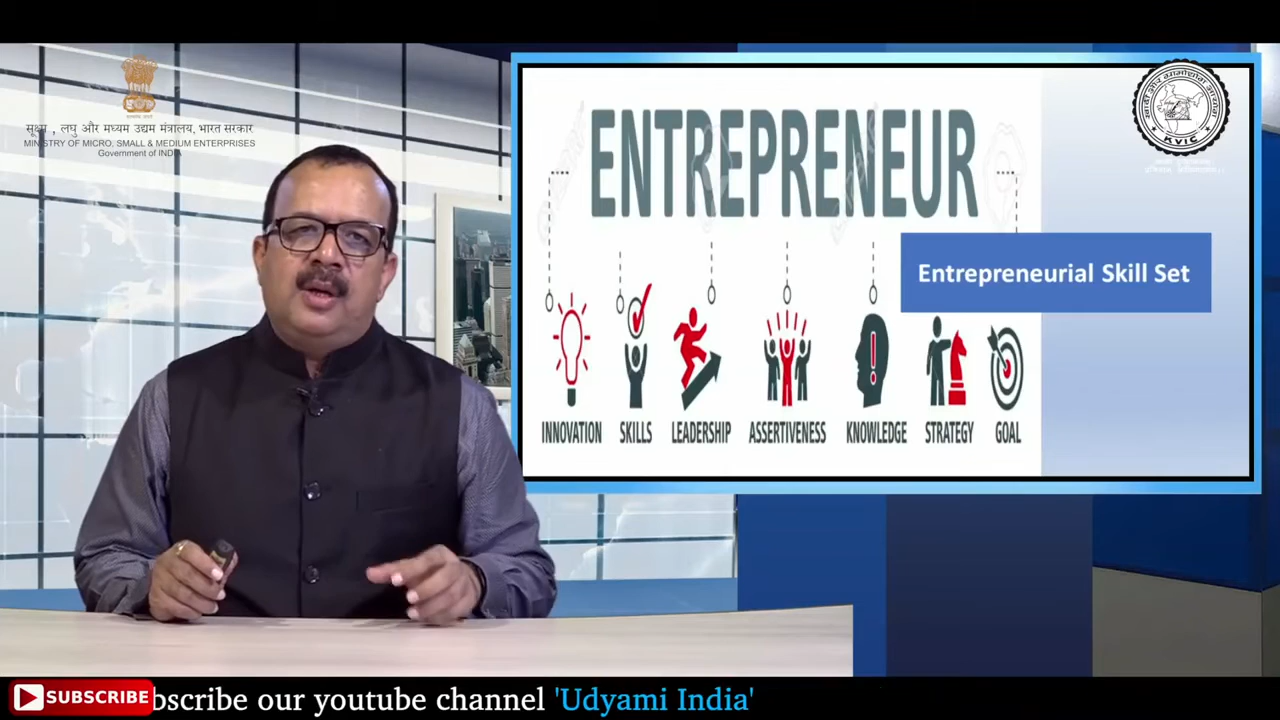 सूक्ष्म , लघु और मध्यम उद्यम मंत्रालय, भारत सरकार
MINISTRY OF MICRO, SMALL & MEDIUM ENTERPRISES
Government of INDIA
ENTREPRENEUR
KVIC
Entrepreneurial Skill Set
INNOVATION SKILLS LEADERSHIP ASSERTIVENESS KNOWLEDGE STRATEGY GOAL
SUBSCRIBE bscribe our youtube channel 'Udyami India'